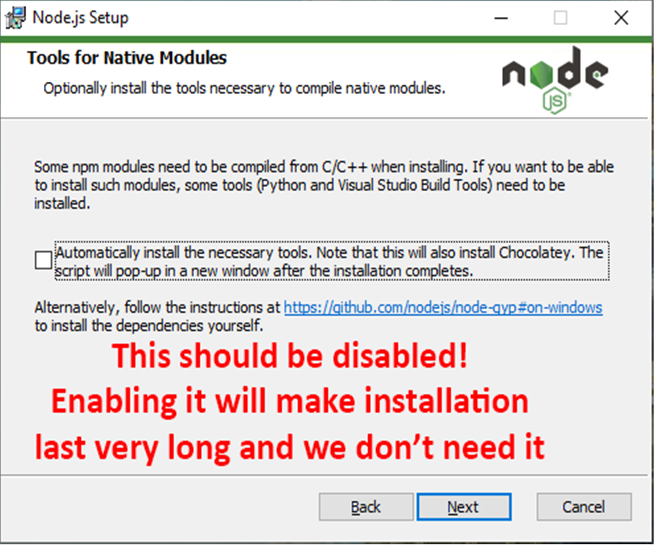 Node.js Setup
Tools for Native Modules
Optionally install the tools necessary to compile native modules.
node
JS
Some npm modules need to be compiled from C/C++ when installing. If you want to be able
to install such modules, some tools (Python and Visual Studio Build Tools) need to be
installed.
Automatically install the necessary tools. Note that this will also install Chocolatey. The
script will pop-up in a new window after the installation completes.
Alternatively, follow the instructions at https://github.com/nodejs/node-gyp#on-windows
to install the dependencies yourself.
This should be disabled!
Enabling it will make installation
last very long and we don’t need it
Back
Next
Cancel